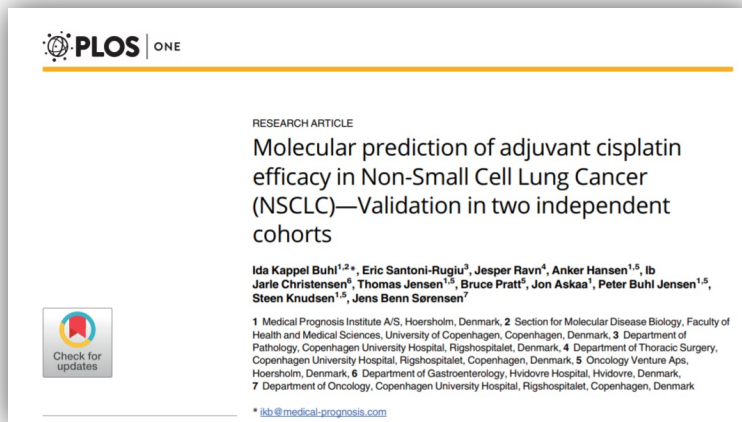 PLOS | ONE
RESEARCH ARTICLE
Molecular prediction of adjuvant cisplatin
efficacy in Non-Small Cell Lung Cancer
(NSCLC)—Validation in two independent
cohorts
Ida Kappel Buhl1,2*, Eric Santoni-Rugiu3, Jesper Ravn4, Anker Hansen1,5, Ib
Jarle Christensen6, Thomas Jensen1,5, Bruce Pratt5, Jon Askaa1, Peter Buhl Jensen1,5,
Steen Knudsen1,5, Jens Benn Sørensen7
1 Medical Prognosis Institute A/S, Hoersholm, Denmark, 2 Section for Molecular Disease Biology, Faculty of
Health and Medical Sciences, University of Copenhagen, Copenhagen, Denmark, 3 Department of
Pathology, Copenhagen University Hospital, Rigshospitalet, Denmark, 4 Department of Thoracic Surgery,
Copenhagen University Hospital, Rigshospitalet, Copenhagen, Denmark, 5 Oncology Venture Aps,
Hoersholm, Denmark, 6 Department of Gastroenterology, Hvidovre Hospital, Hvidovre, Denmark,
7 Department of Oncology, Copenhagen University Hospital, Rigshospitalet, Copenhagen, Denmark
* ikb@medical-prognosis.com
Check for
updates